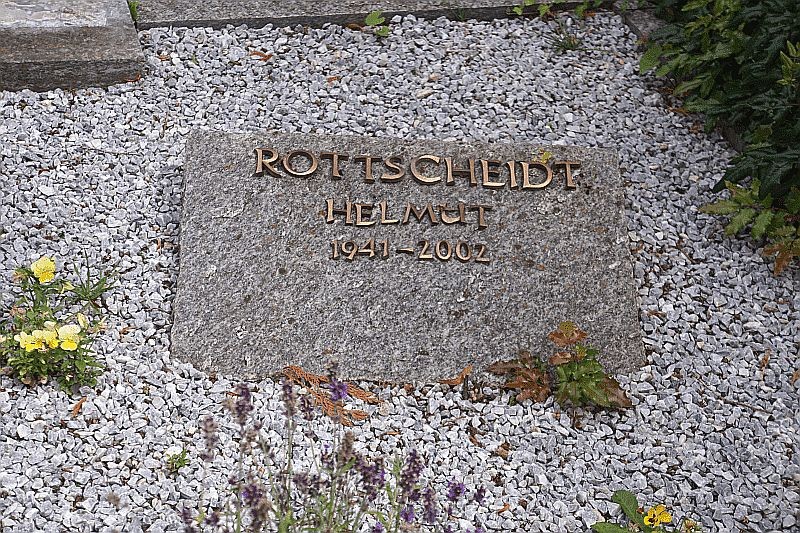 ROTTSCHEIDT
HELMUT
1941-2002